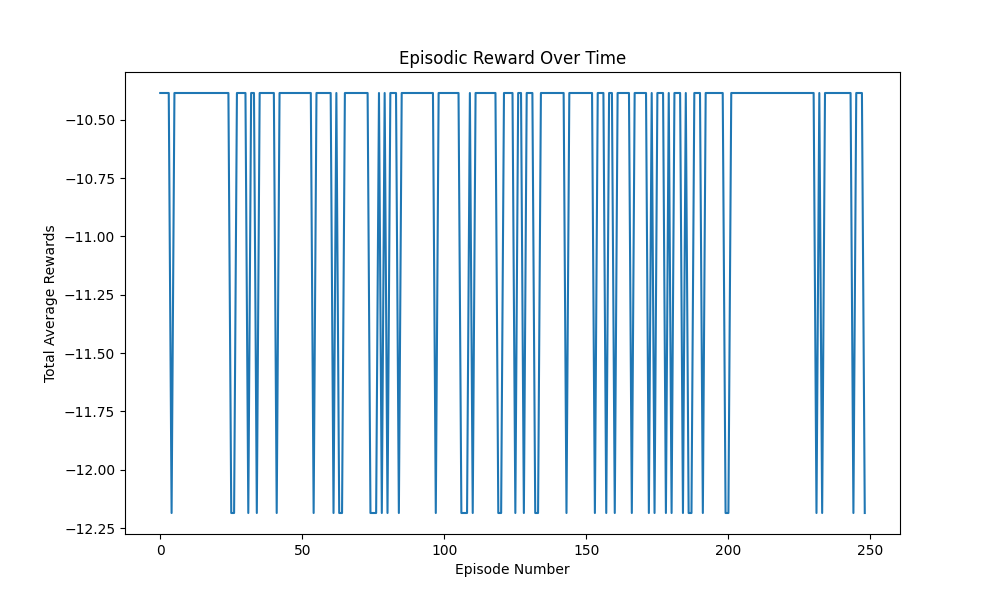 Episodic Reward Over Time
Total Average Rewards
−10.50
−10.75
−11.00
−11.25
−11.50
−11.75
−12.00
−12.25
0 50 100 150 200 250
Episode Number